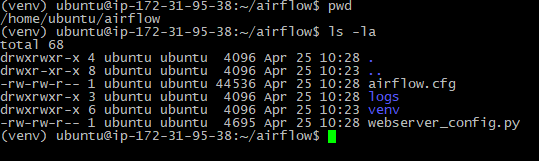 (venv) ubuntu@ip-172-31-95-38:~/airflow$ pwd
/home/ubuntu/airflow
(venv) ubuntu@ip-172-31-95-38:~/airflow$ ls -la
total 68
drwxrwxr-x 4 ubuntu ubuntu  4096 Apr 25 10:28 .
drwxrwxr-x 8 ubuntu ubuntu  4096 Apr 25 10:23 ..
-rw-rw-r-- 1 ubuntu ubuntu 44536 Apr 25 10:28 airflow.cfg
drwxrwxr-x 3 ubuntu ubuntu  4096 Apr 25 10:28 logs
drwxrwxr-x 6 ubuntu ubuntu  4096 Apr 25 10:23 venv
-rw-rw-r-- 1 ubuntu ubuntu  4695 Apr 25 10:28 webserver_config.py
(venv) ubuntu@ip-172-31-95-38:~/airflow$